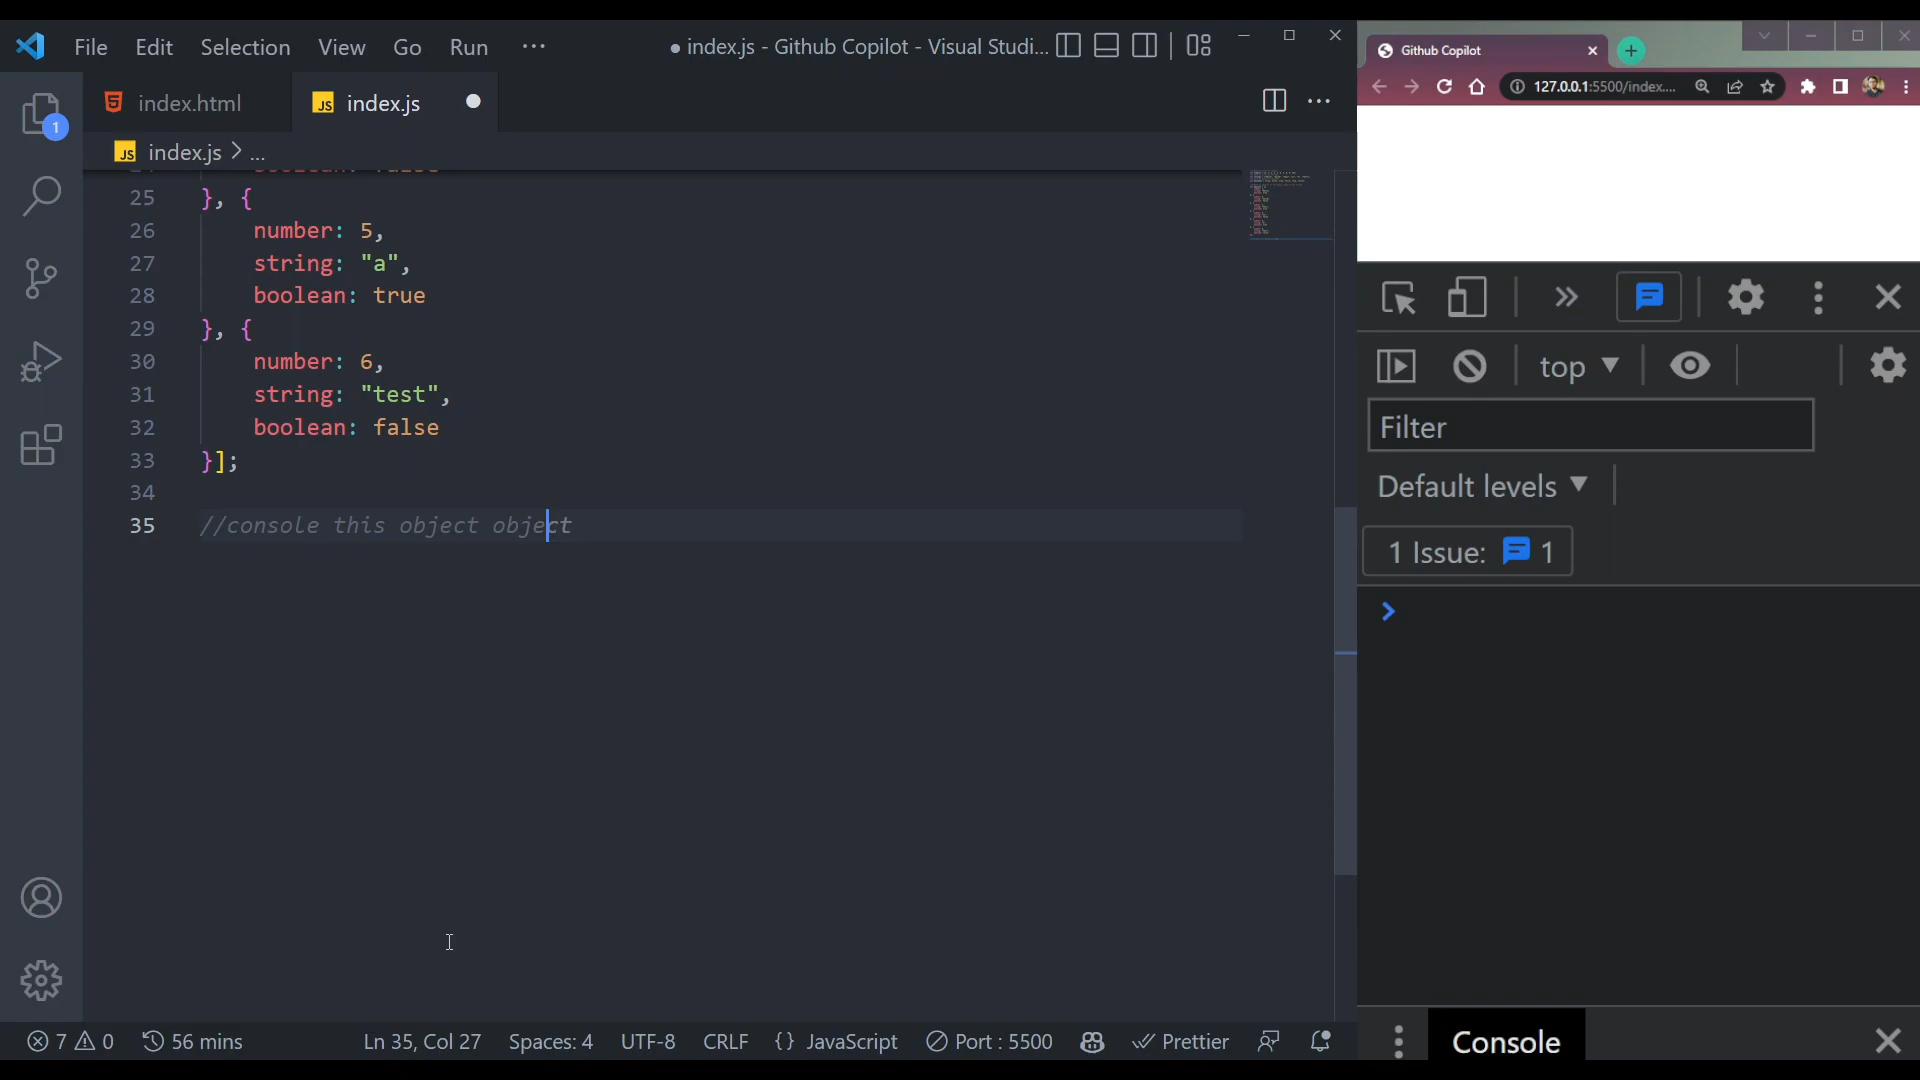 File Edit Selection View Go Run ··· ● index.js - Github Copilot - Visual Studi...
index.html JS index.js
JS index.js > ...
25 }, {
26 number: 5,
27 string: "a",
28 boolean: true
29 }, {
30 number: 6,
31 string: "test",
32 boolean: false
33 }];
34
35 //console this object object
1
7 0 56 mins Ln 35, Col 27 Spaces: 4 UTF-8 CRLF {} JavaScript Port : 5500 Prettier
Github Copilot
127.0.0.1:5500/index....
top
Filter
Default levels
1 Issue: 1
Console